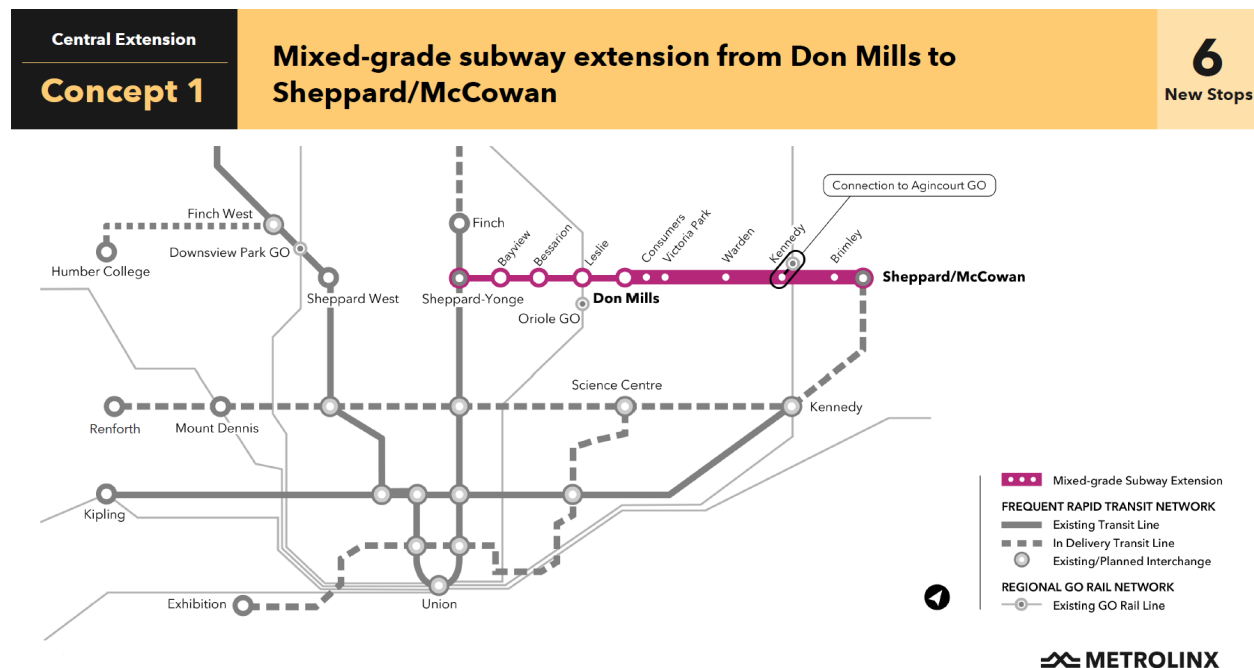 Central Extension
Concept 1
Mixed-grade subway extension from Don Mills to
Sheppard/McCowan
6
New Stops
Connection to Agincourt GO
Finch West
Finch
Bayview
Bessarion
Leslie
Consumers
Victoria Park
Warden
Kennedy
Brimley
Downsview Park GO
Humber College
Sheppard West
Sheppard-Yonge
Don Mills
Sheppard/McCowan
Oriole GO
Science Centre
Renforth
Mount Dennis
Kennedy
Kipling
Exhibition
Union
Mixed-grade Subway Extension
FREQUENT RAPID TRANSIT NETWORK
Existing Transit Line
In Delivery Transit Line
Existing/Planned Interchange
REGIONAL GO RAIL NETWORK
Existing GO Rail Line
METROLINX